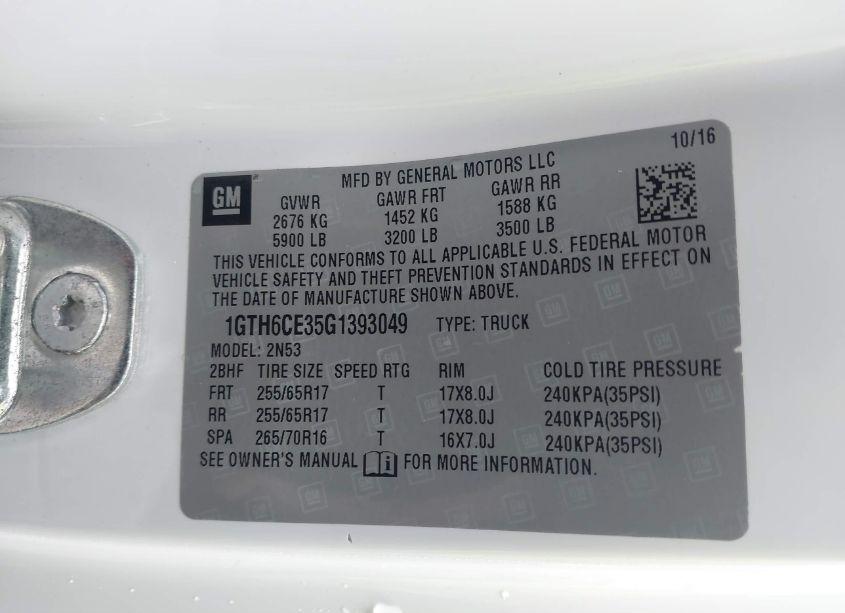 10/16
GM MFD BY GENERAL MOTORS LLC
GVWR GAWR FRT GAWR RR
2676 KG 1452 KG 1588 KG
5900 LB 3200 LB 3500 LB
THIS VEHICLE CONFORMS TO ALL APPLICABLE U.S. FEDERAL MOTOR
VEHICLE SAFETY AND THEFT PREVENTION STANDARDS IN EFFECT ON
THE DATE OF MANUFACTURE SHOWN ABOVE.
1GTH6CE35G1393049 TYPE: TRUCK
MODEL: 2N53
2BHF TIRE SIZE SPEED RTG RIM COLD TIRE PRESSURE
FRT 255/65R17 T 17X8.0J 240KPA(35PSI)
RR 255/65R17 T 17X8.0J 240KPA(35PSI)
SPA 265/70R16 T 16X7.0J 240KPA(35PSI)
SEE OWNER'S MANUAL FOR MORE INFORMATION.